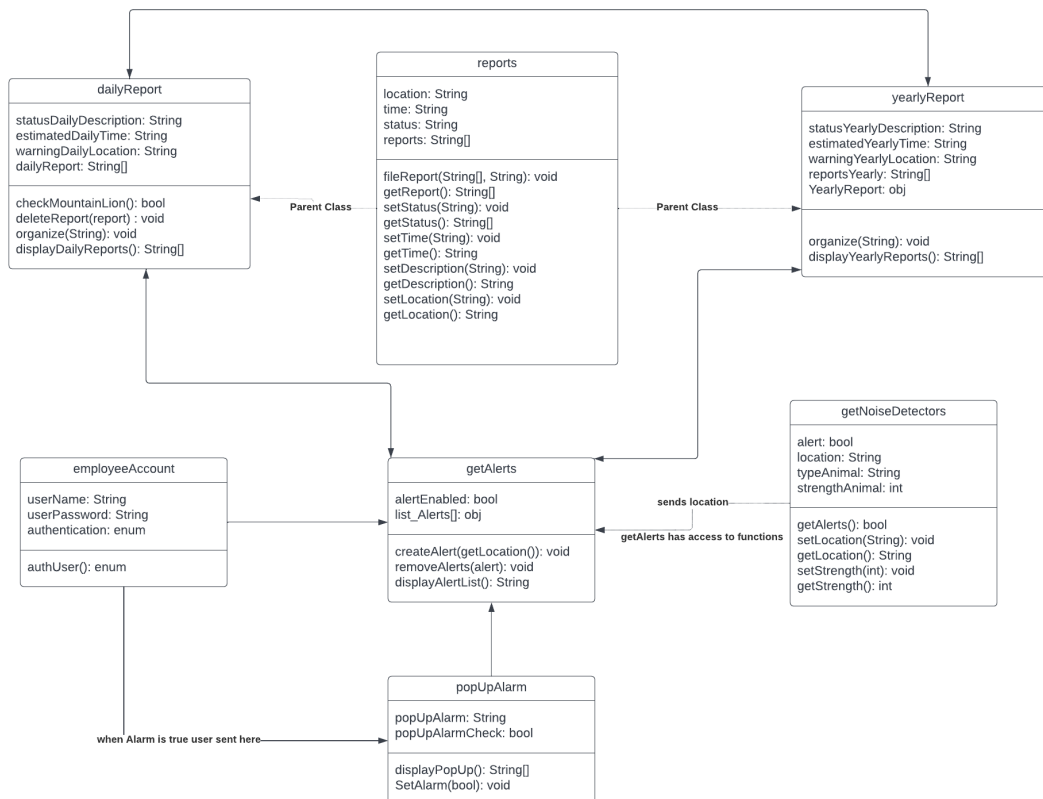 dailyReport
statusDailyDescription: String
estimatedDailyTime: String
warningDailyLocation: String
dailyReport: String[]
checkMountainLion(): bool
deleteReport(report) : void
organize(String): void
displayDailyReports(): String[]
Parent Class
reports
location: String
time: String
status: String
reports: String[]
fileReport(String[], String): void
getReport(): String[]
setStatus(String): void
getStatus(): String[]
setTime(String): void
getTime(): String
setDescription(String): void
getDescription(): String
setLocation(String): void
getLocation(): String
Parent Class
yearlyReport
statusYearlyDescription: String
estimatedYearlyTime: String
warningYearlyLocation: String
reportsYearly: String[]
YearlyReport: obj
organize(String): void
displayYearlyReports(): String[]
employeeAccount
userName: String
userPassword: String
authentication: enum
authUser(): enum
getAlerts
alertEnabled: bool
list_Alerts[]: obj
createAlert(getLocation()): void
removeAlerts(alert): void
displayAlertList(): String
sends location
getAlerts has access to functions
getNoiseDetectors
alert: bool
location: String
typeAnimal: String
strengthAnimal: int
getAlerts(): bool
setLocation(String): void
getLocation(): String
setStrength(int): void
getStrength(): int
when Alarm is true user sent here
popUpAlarm
popUpAlarm: String
popUpAlarmCheck: bool
displayPopUp(): String[]
SetAlarm(bool): void